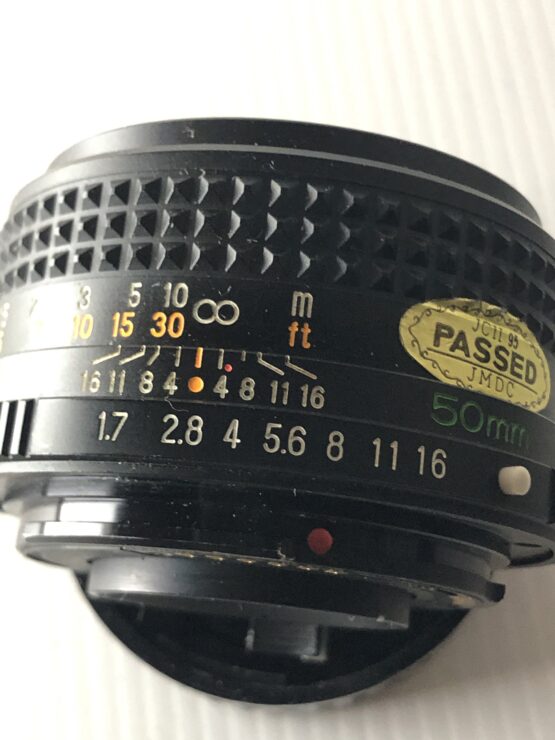 3 5 10 ∞ m
10 15 30 ft
16 11 8 4 4 8 11 16
1.7 2.8 4 5.6 8 11 16
JCII 95
PASSED
JMDC
50mm